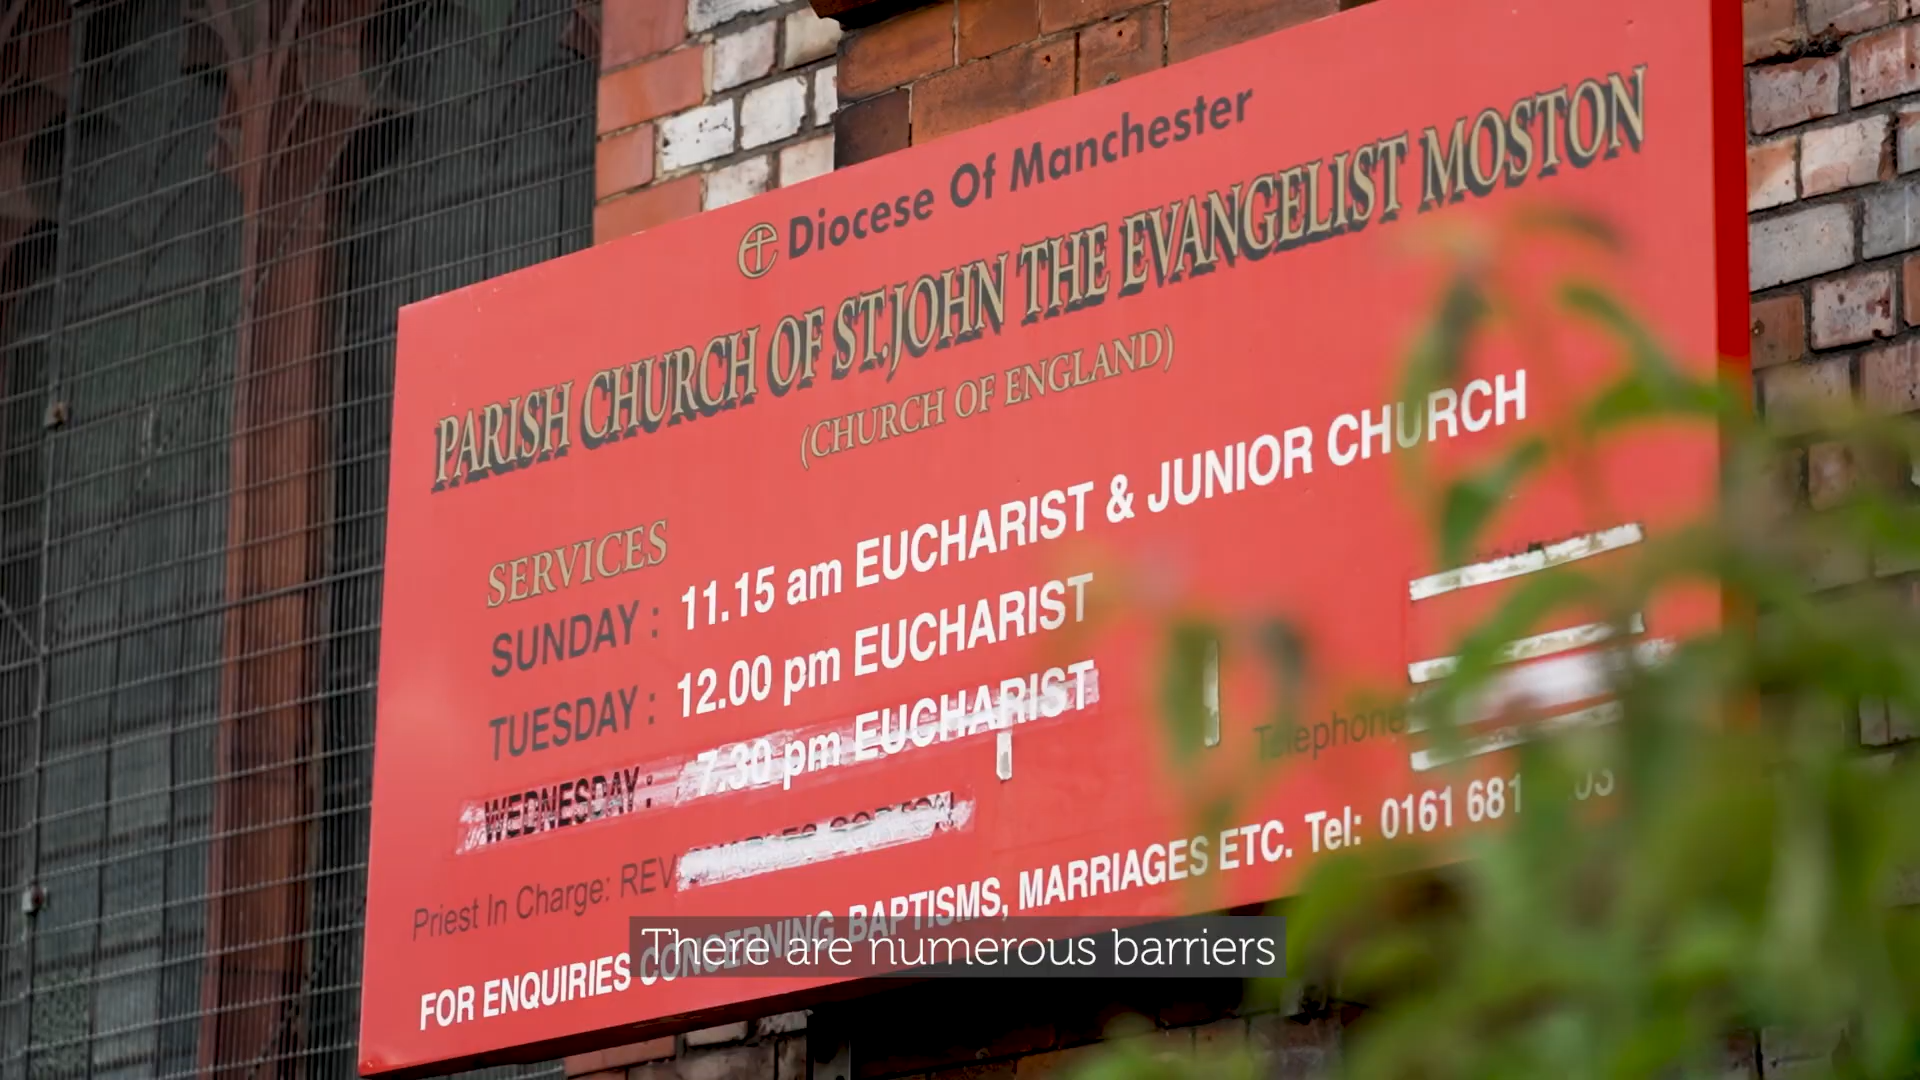 Diocese Of Manchester
PARISH CHURCH OF ST.JOHN THE EVANGELIST MOSTON
(CHURCH OF ENGLAND)
SERVICES
SUNDAY : 11.15 am EUCHARIST & JUNIOR CHURCH
TUESDAY : 12.00 pm EUCHARIST
WEDNESDAY : 7.30 pm EUCHARIST
Telephone
Priest In Charge: REV
FOR ENQUIRIES CONCERNING BAPTISMS, MARRIAGES ETC. Tel: 0161 681
There are numerous barriers